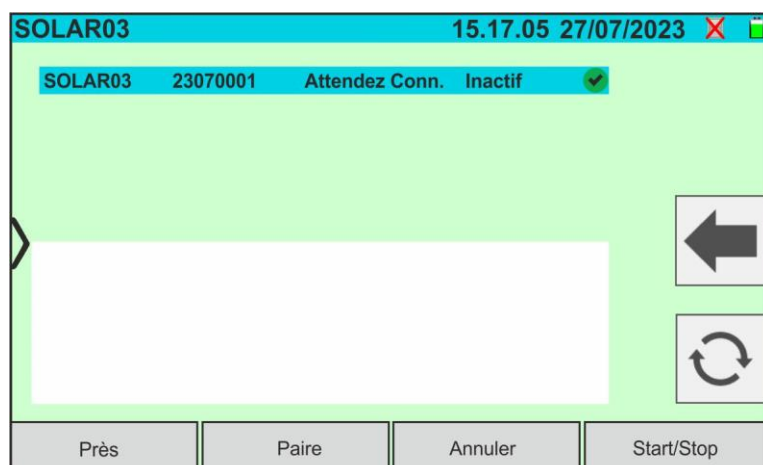 SOLAR03 15.17.05 27/07/2023
SOLAR03 23070001 Attendez Conn. Inactif
Près Paire Annuler Start/Stop